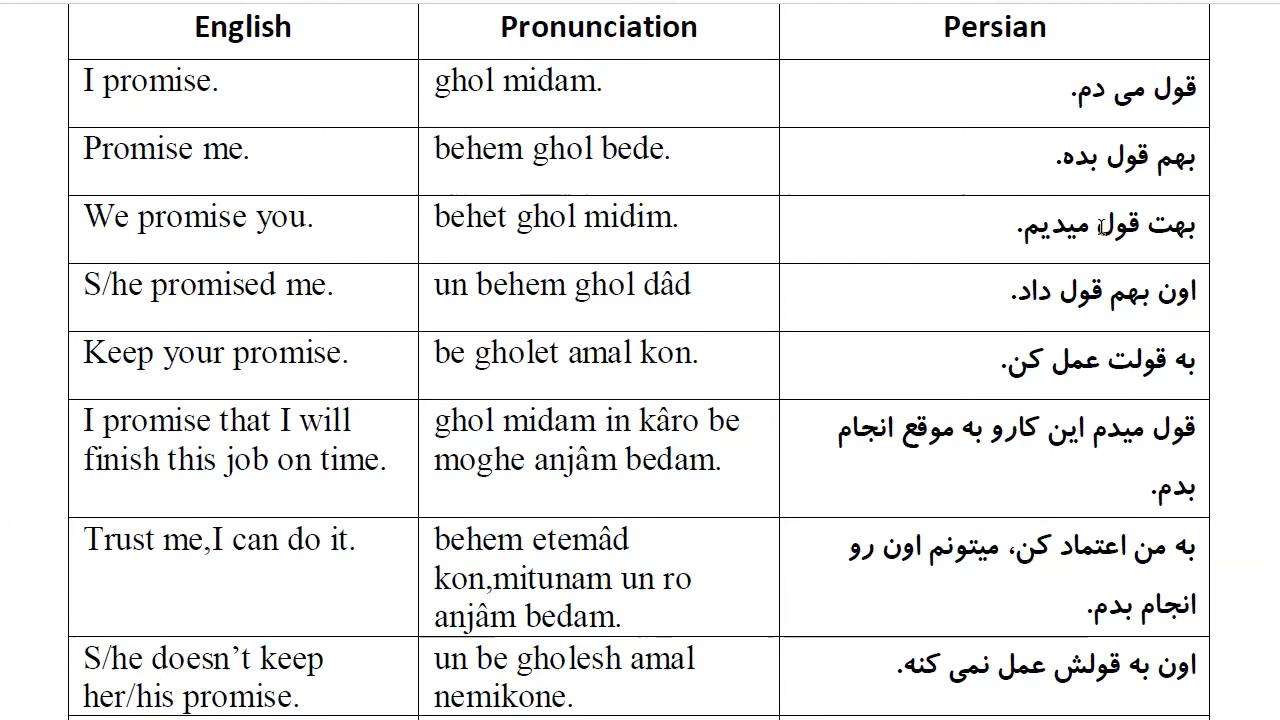 English
Pronunciation
Persian
I promise.
ghol midam.
قول می دم.
Promise me.
behem ghol bede.
بهم قول بده.
We promise you.
behet ghol midim.
بهت قول میدیم.
S/he promised me.
un behem ghol dâd
اون بهم قول داد.
Keep your promise.
be gholet amal kon.
به قولت عمل کن.
I promise that I will
finish this job on time.
ghol midam in kâro be
moghe anjâm bedam.
قول میدم این کارو به موقع انجام
بدم.
Trust me,I can do it.
behem etemâd
kon,mitunam un ro
anjâm bedam.
به من اعتماد کن، میتونم اون رو
انجام بدم.
S/he doesn’t keep
her/his promise.
un be gholesh amal
nemikone.
اون به قولش عمل نمی کنه.